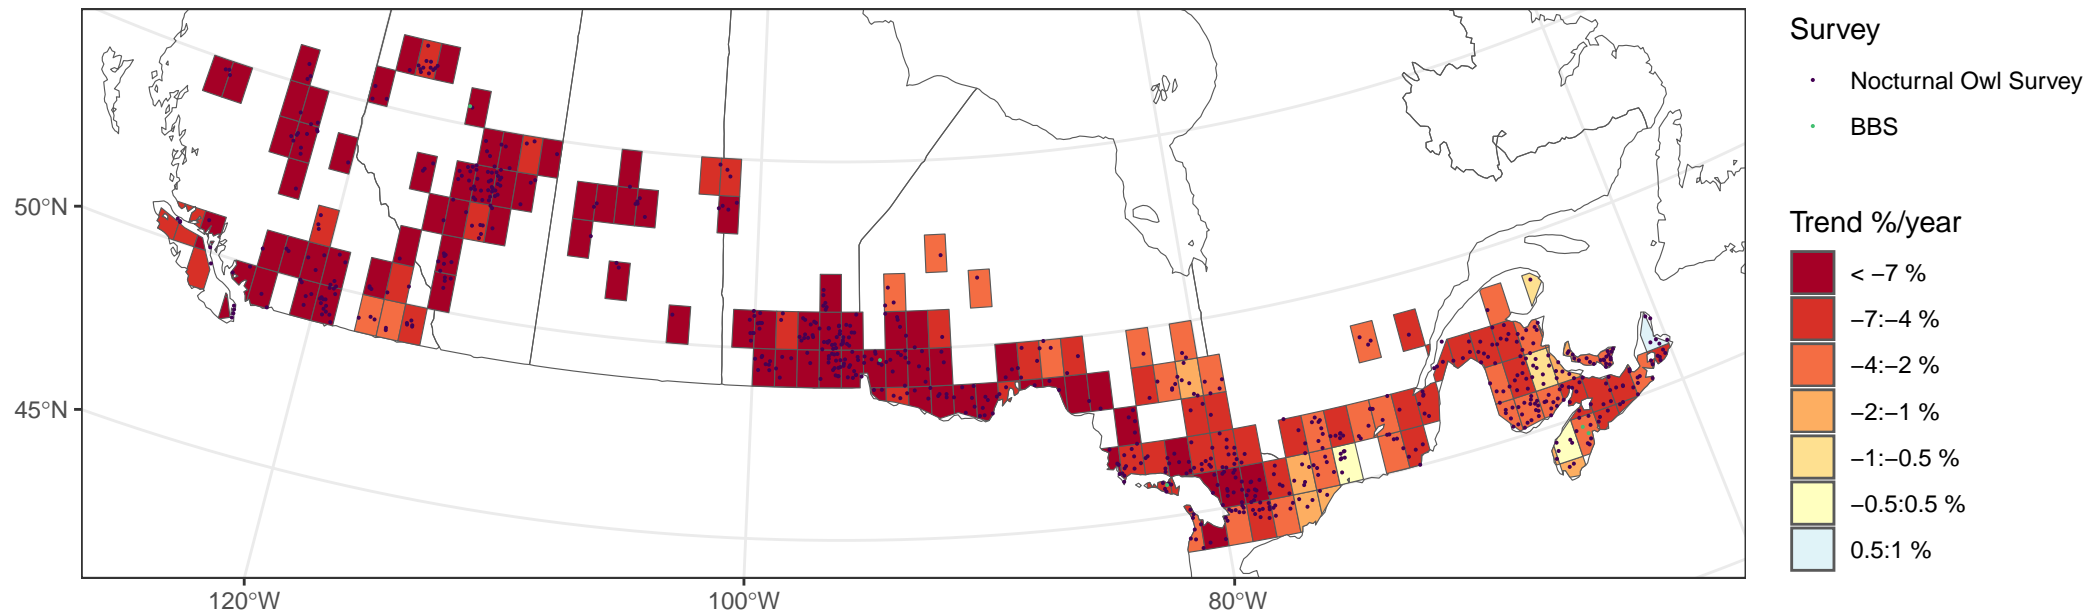 50°N
45°N
120°W
100°W
80°W
Survey
Nocturnal Owl Survey
BBS
Trend %/year
< −7 %
−7:−4 %
−4:−2 %
−2:−1 %
−1:−0.5 %
−0.5:0.5 %
0.5:1 %